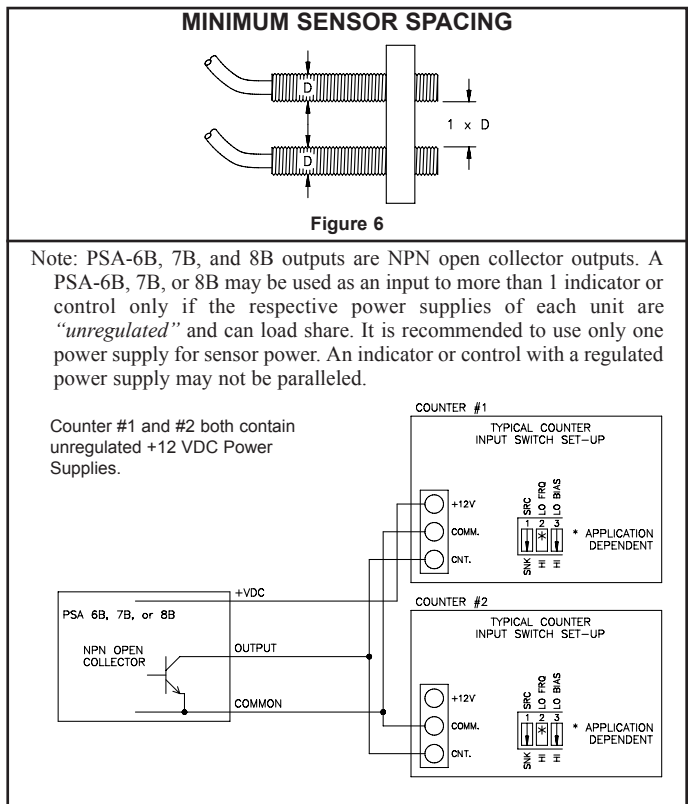 MINIMUM SENSOR SPACING
D
1 x D
D
Figure 6
Note: PSA-6B, 7B, and 8B outputs are NPN open collector outputs. A
PSA-6B, 7B, or 8B may be used as an input to more than 1 indicator or
control only if the respective power supplies of each unit are
“unregulated” and can load share. It is recommended to use only one
power supply for sensor power. An indicator or control with a regulated
power supply may not be paralleled.
Counter #1 and #2 both contain
unregulated +12 VDC Power
Supplies.
COUNTER #1
TYPICAL COUNTER
INPUT SWITCH SET-UP
+12V
COMM.
CNT.
SRC
LO FRQ
LO BIAS
1 2 3
*
SNK
HI
HI
* APPLICATION
DEPENDENT
PSA 6B, 7B, or 8B
NPN OPEN
COLLECTOR
+VDC
OUTPUT
COMMON
COUNTER #2
TYPICAL COUNTER
INPUT SWITCH SET-UP
+12V
COMM.
CNT.
SRC
LO FRQ
LO BIAS
1 2 3
*
SNK
HI
HI
* APPLICATION
DEPENDENT